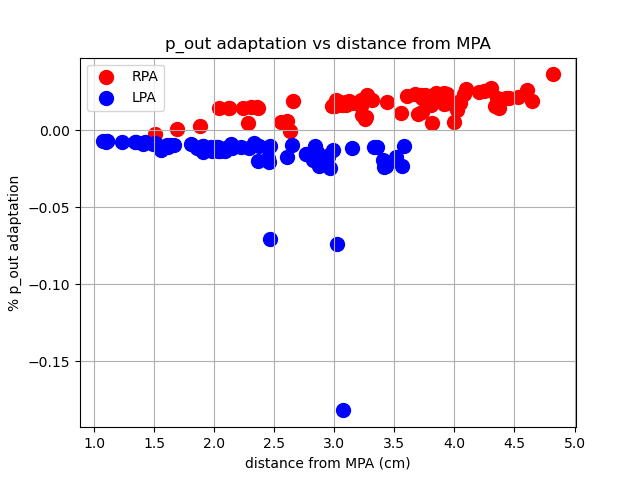 p_out adaptation vs distance from MPA
RPA
LPA
0.00
−0.05
−0.10
−0.15
% p_out adaptation
1.0 1.5 2.0 2.5 3.0 3.5 4.0 4.5 5.0
distance from MPA (cm)